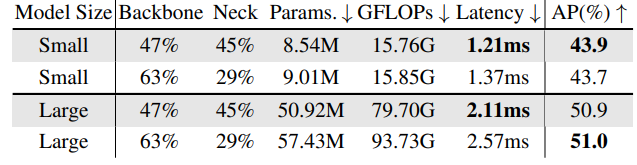 Model Size Backbone Neck Params. ↓ GFLOPs ↓ Latency ↓ AP(%) ↑
Small 47% 45% 8.54M 15.76G 1.21ms 43.9
Small 63% 29% 9.01M 15.85G 1.37ms 43.7
Large 47% 45% 50.92M 79.70G 2.11ms 50.9
Large 63% 29% 57.43M 93.73G 2.57ms 51.0